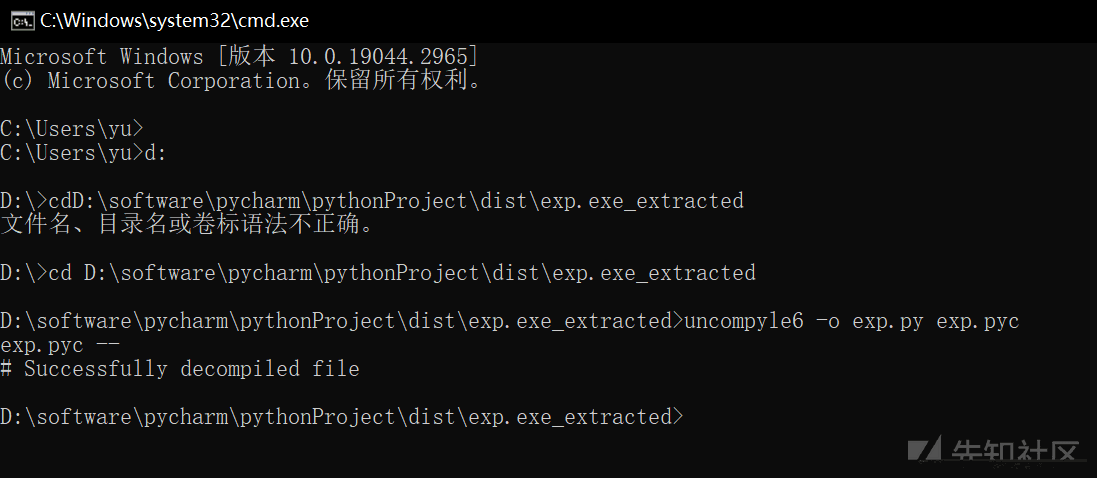 C:\Windows\system32\cmd.exe
Microsoft Windows [版本 10.0.19044.2965]
(c) Microsoft Corporation。保留所有权利。
C:\Users\yu>
C:\Users\yu>d:
D:\>cdD:\software\pycharm\pythonProject\dist\exp.exe_extracted
文件名、目录名或卷标语法不正确。
D:\>cd D:\software\pycharm\pythonProject\dist\exp.exe_extracted
D:\software\pycharm\pythonProject\dist\exp.exe_extracted>uncompyle6 -o exp.py exp.pyc
exp.pyc --
# Successfully decompiled file
D:\software\pycharm\pythonProject\dist\exp.exe_extracted>
先知社区